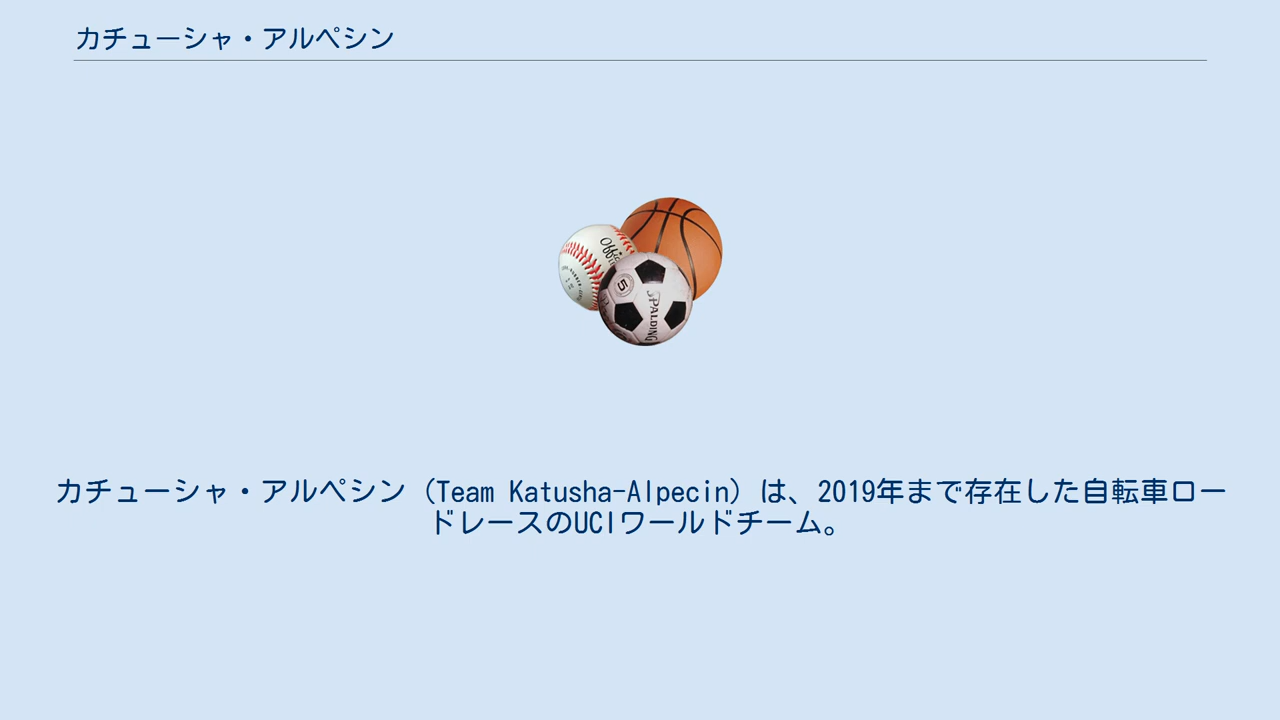 カチューシャ・アルペシン
Official
5
SPALDING
カチューシャ・アルペシン（Team Katusha-Alpecin）は、2019年まで存在した自転車ロー
ドレースのUCIワールドチーム。